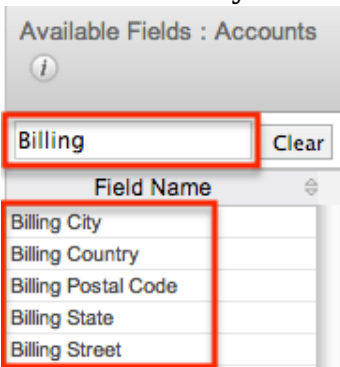 Available Fields : Accounts
i
Billing Clear
Field Name
Billing City
Billing Country
Billing Postal Code
Billing State
Billing Street